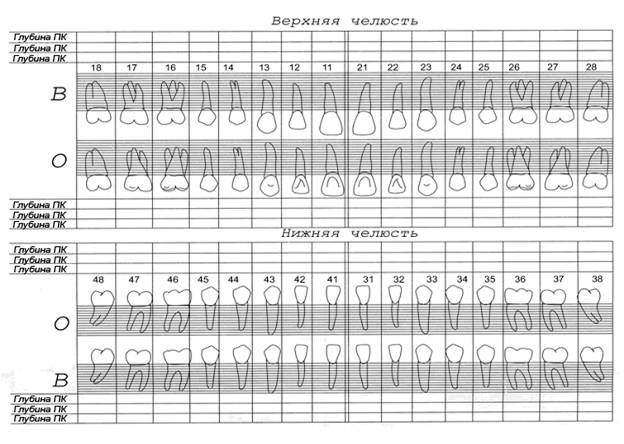 Верхняя челюсть
Глубина ПК
Глубина ПК
Глубина ПК
18 17 16 15 14 13 12 11 21 22 23 24 25 26 27 28
В
О
Глубина ПК
Глубина ПК
Глубина ПК
Нижняя челюсть
Глубина ПК
Глубина ПК
Глубина ПК
48 47 46 45 44 43 42 41 31 32 33 34 35 36 37 38
О
В
Глубина ПК
Глубина ПК
Глубина ПК